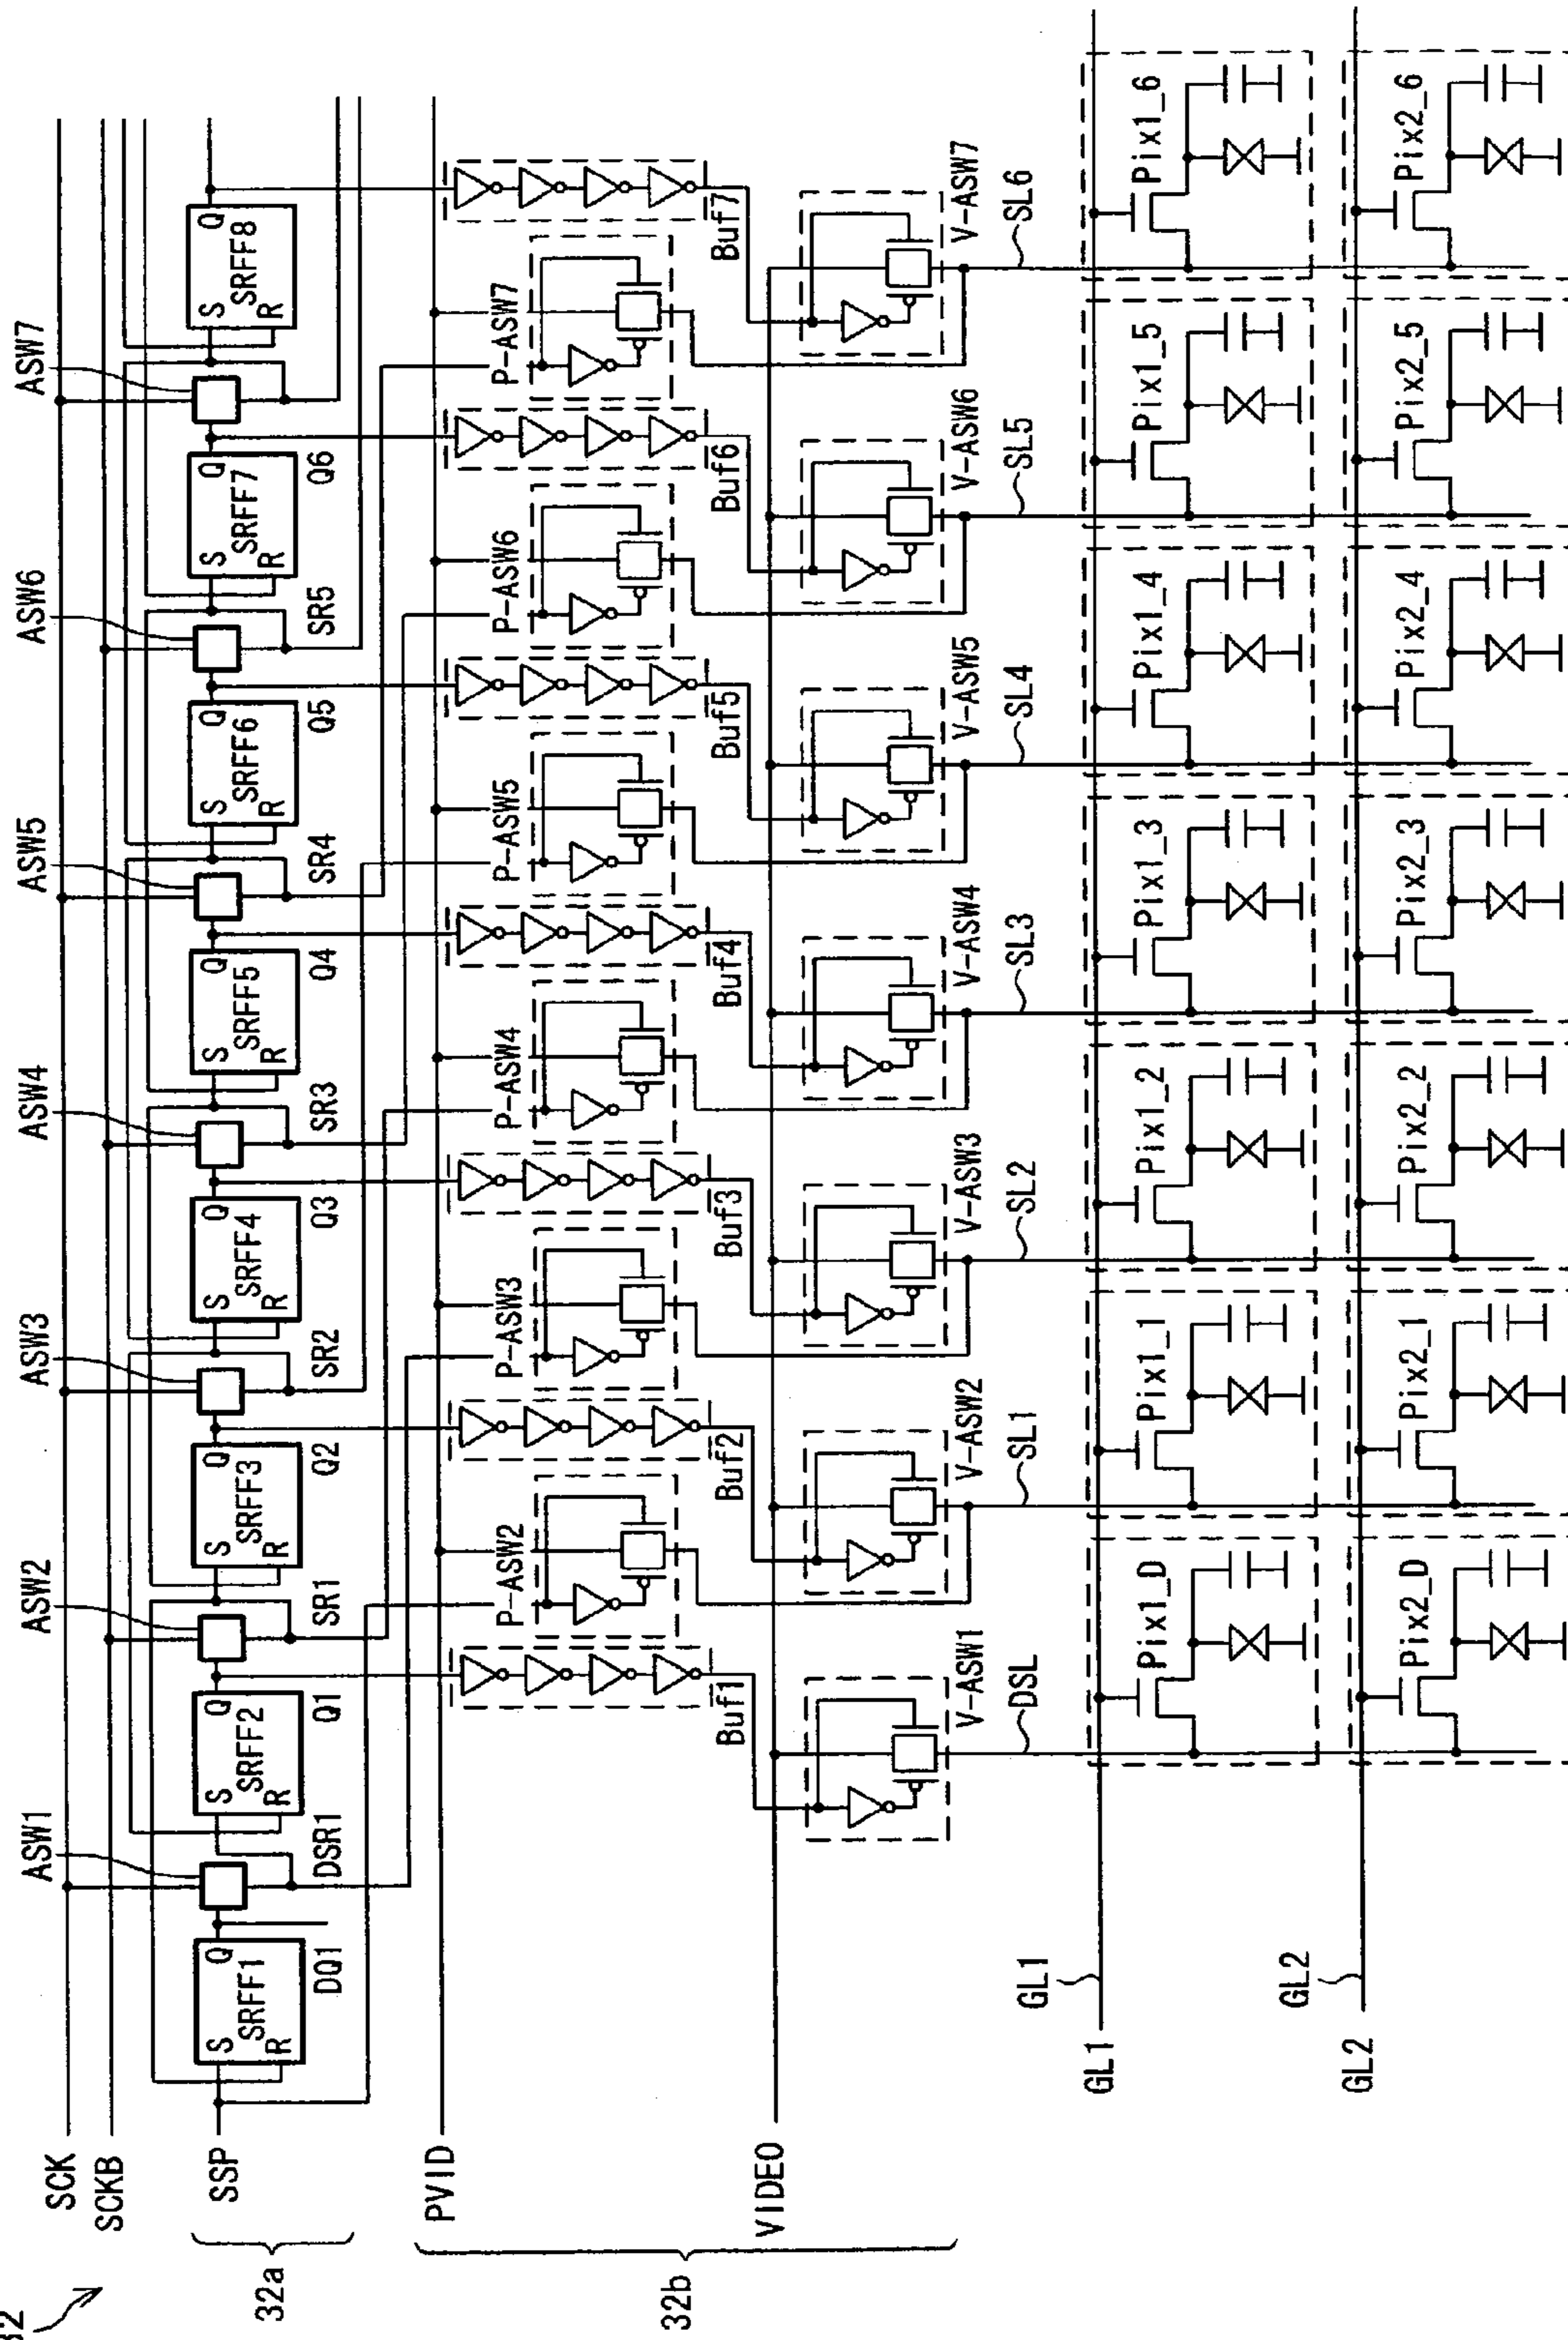 32
SCK
SCKB
SSP
32a
PVID
32b
VIDEO
ASW1
ASW2
ASW3
ASW4
ASW5
ASW6
ASW7
S
SRFF1
R
Q
DQ1
DSR1
S
SRFF2
R
Q
Q1
SR1
S
SRFF3
R
Q
Q2
SR2
S
SRFF4
R
Q
Q3
SR3
S
SRFF5
R
Q
Q4
SR4
S
SRFF6
R
Q
Q5
SR5
S
SRFF7
R
Q
Q6
S
SRFF8
R
Q
P-ASW2
P-ASW3
P-ASW4
P-ASW5
P-ASW6
P-ASW7
Buf1
Buf2
Buf3
Buf4
Buf5
Buf6
Buf7
V-ASW1
V-ASW2
V-ASW3
V-ASW4
V-ASW5
V-ASW6
V-ASW7
DSL
SL1
SL2
SL3
SL4
SL5
SL6
GL1
GL1
Pix1_D
Pix1_1
Pix1_2
Pix1_3
Pix1_4
Pix1_5
Pix1_6
GL2
GL2
Pix2_D
Pix2_1
Pix2_2
Pix2_3
Pix2_4
Pix2_5
Pix2_6